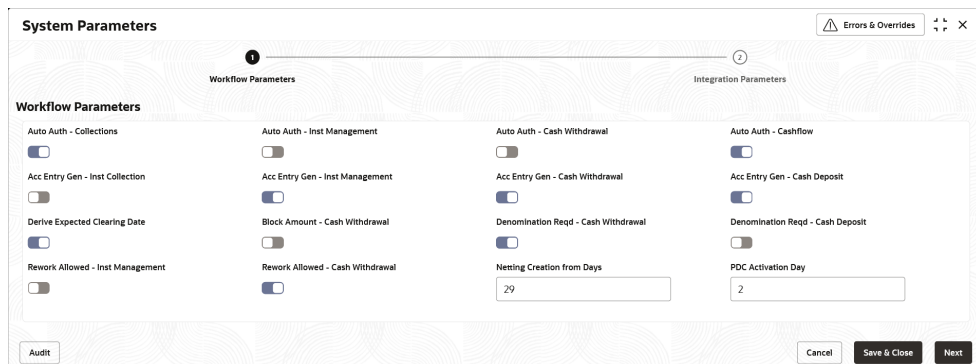 System Parameters
Errors & Overrides
1
2
Workflow Parameters
Integration Parameters
Workflow Parameters
Auto Auth - Collections
Auto Auth - Inst Management
Auto Auth - Cash Withdrawal
Auto Auth - Cashflow
Acc Entry Gen - Inst Collection
Acc Entry Gen - Inst Management
Acc Entry Gen - Cash Withdrawal
Acc Entry Gen - Cash Deposit
Derive Expected Clearing Date
Block Amount - Cash Withdrawal
Denomination Reqd - Cash Withdrawal
Denomination Reqd - Cash Deposit
Rework Allowed - Inst Management
Rework Allowed - Cash Withdrawal
Netting Creation from Days
PDC Activation Day
29
2
Audit
Cancel
Save & Close
Next